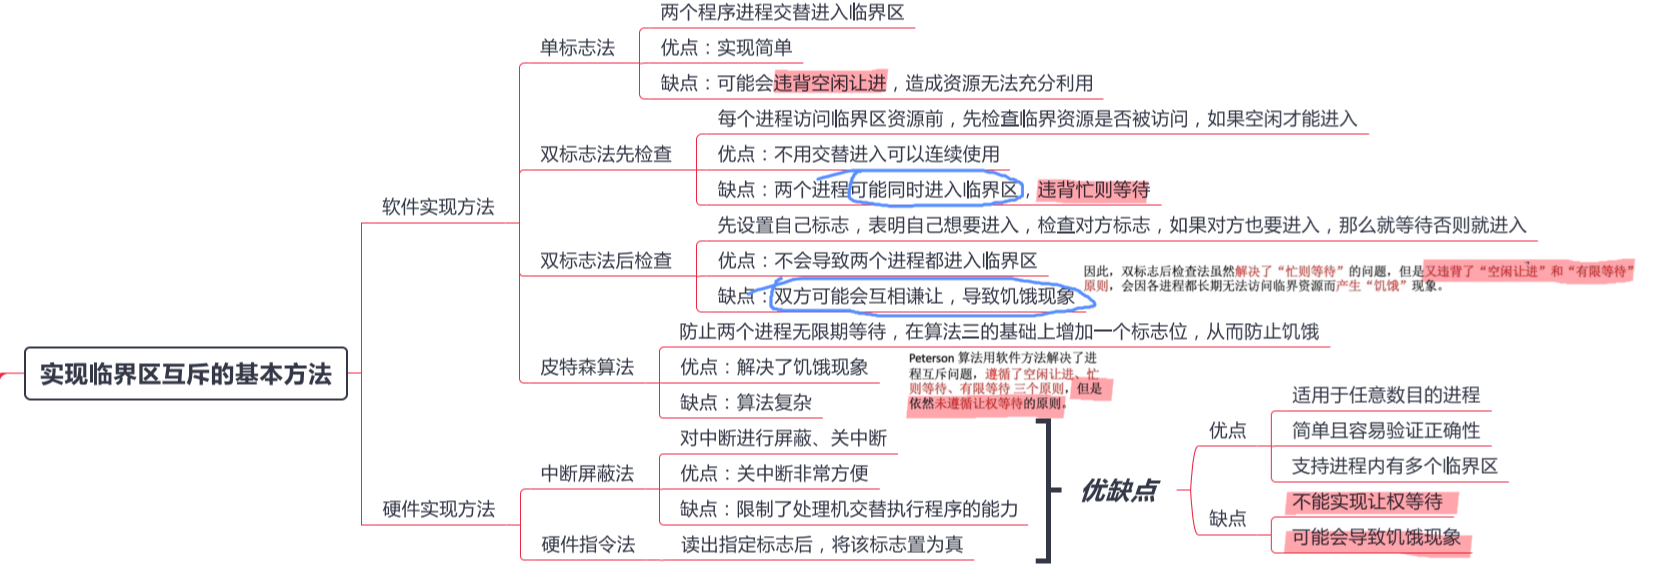 实现临界区互斥的基本方法
软件实现方法
单标志法
两个程序进程交替进入临界区
优点：实现简单
缺点：可能会违背空闲让进，造成资源无法充分利用
双标志法先检查
每个进程访问临界区资源前，先检查临界资源是否被访问，如果空闲才能进入
优点：不用交替进入可以连续使用
缺点：两个进程可能同时进入临界区，违背忙则等待
双标志法后检查
先设置自己标志，表明自己想要进入，检查对方标志，如果对方也要进入，那么就等待否则就进入
优点：不会导致两个进程都进入临界区
缺点：双方可能会互相谦让，导致饥饿现象
因此，双标志后检查法虽然解决了“忙则等待”的问题，但是又违背了“空闲让进”和“有限等待”
原则，会因各进程都长期无法访问临界资源而产生“饥饿”现象。
皮特森算法
防止两个进程无限期等待，在算法三的基础上增加一个标志位，从而防止饥饿
优点：解决了饥饿现象
缺点：算法复杂
Peterson 算法用软件方法解决了进
程互斥问题，遵循了空闲让进、忙
则等待、有限等待 三个原则，但是
依然未遵循让权等待的原则。
硬件实现方法
中断屏蔽法
对中断进行屏蔽、关中断
优点：关中断非常方便
缺点：限制了处理机交替执行程序的能力
硬件指令法
读出指定标志后，将该标志置为真
优缺点
优点
适用于任意数目的进程
简单且容易验证正确性
支持进程内有多个临界区
缺点
不能实现让权等待
可能会导致饥饿现象